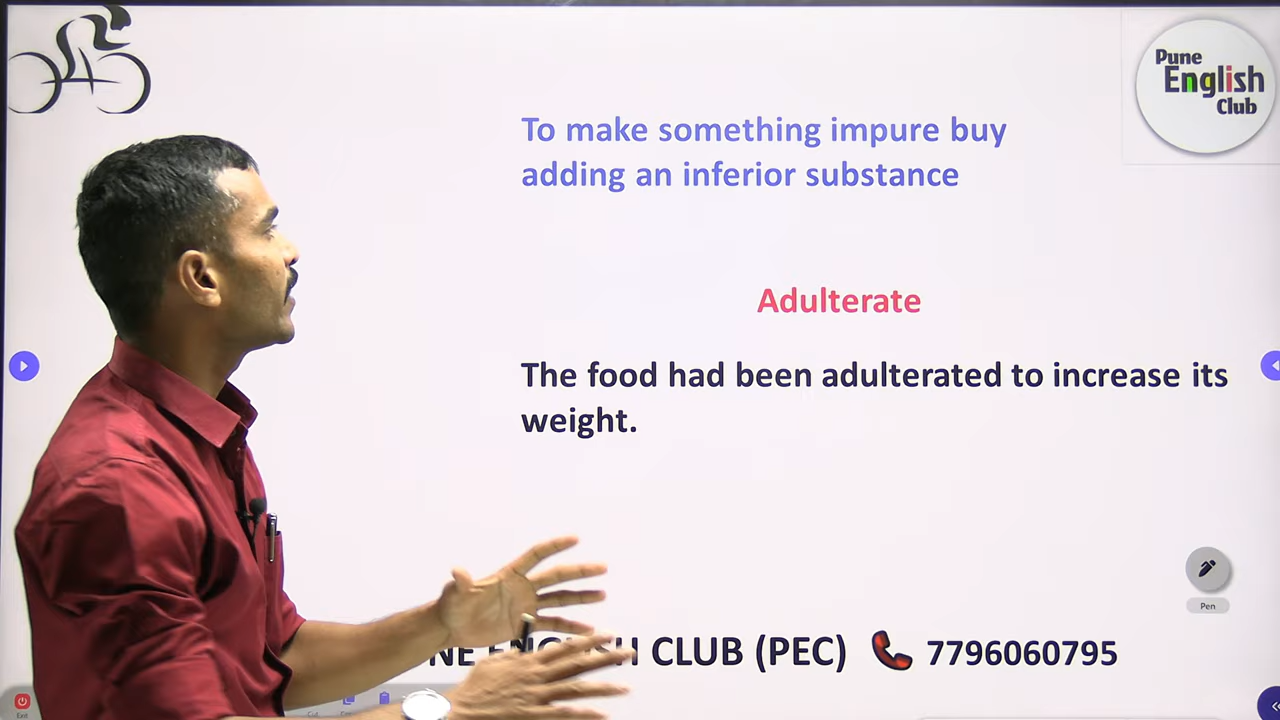 Pune
English
Club
To make something impure buy
adding an inferior substance
Adulterate
The food had been adulterated to increase its
weight.
CLUB (PEC) 7796060795
Pen
Exit